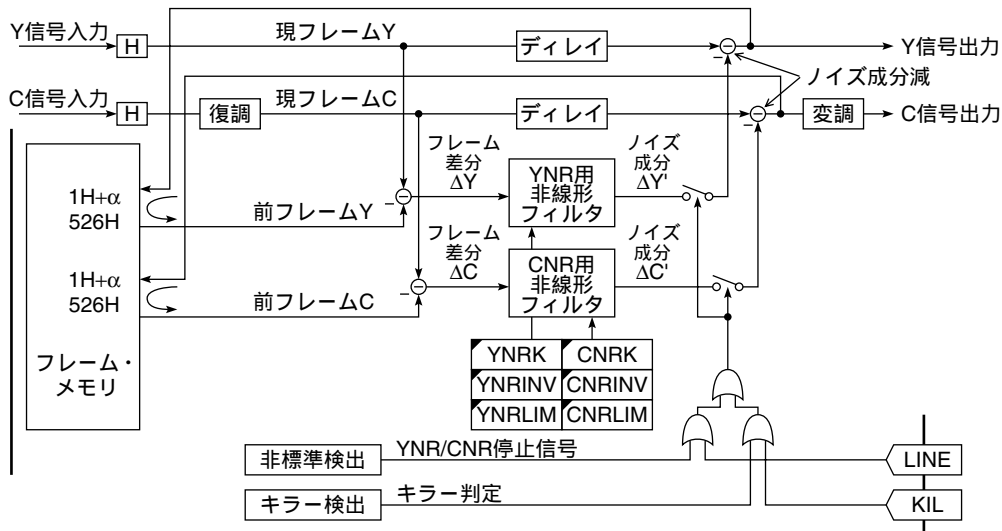 Y信号入力
H
現フレームY
ディレイ
Y信号出力
ノイズ成分減
C信号入力
H
復調
現フレームC
ディレイ
変調
C信号出力
1H+α
526H
前フレームY
フレーム
差分
ΔY
YNR用
非線形
フィルタ
ノイズ
成分
ΔY'
1H+α
526H
前フレームC
フレーム
差分
ΔC
CNR用
非線形
フィルタ
ノイズ
成分
ΔC'
フレーム・
メモリ
YNRK
CNRK
YNRINV
CNRINV
YNRLIM
CNRLIM
非標準検出
YNR/CNR停止信号
LINE
キラー検出
キラー判定
KIL